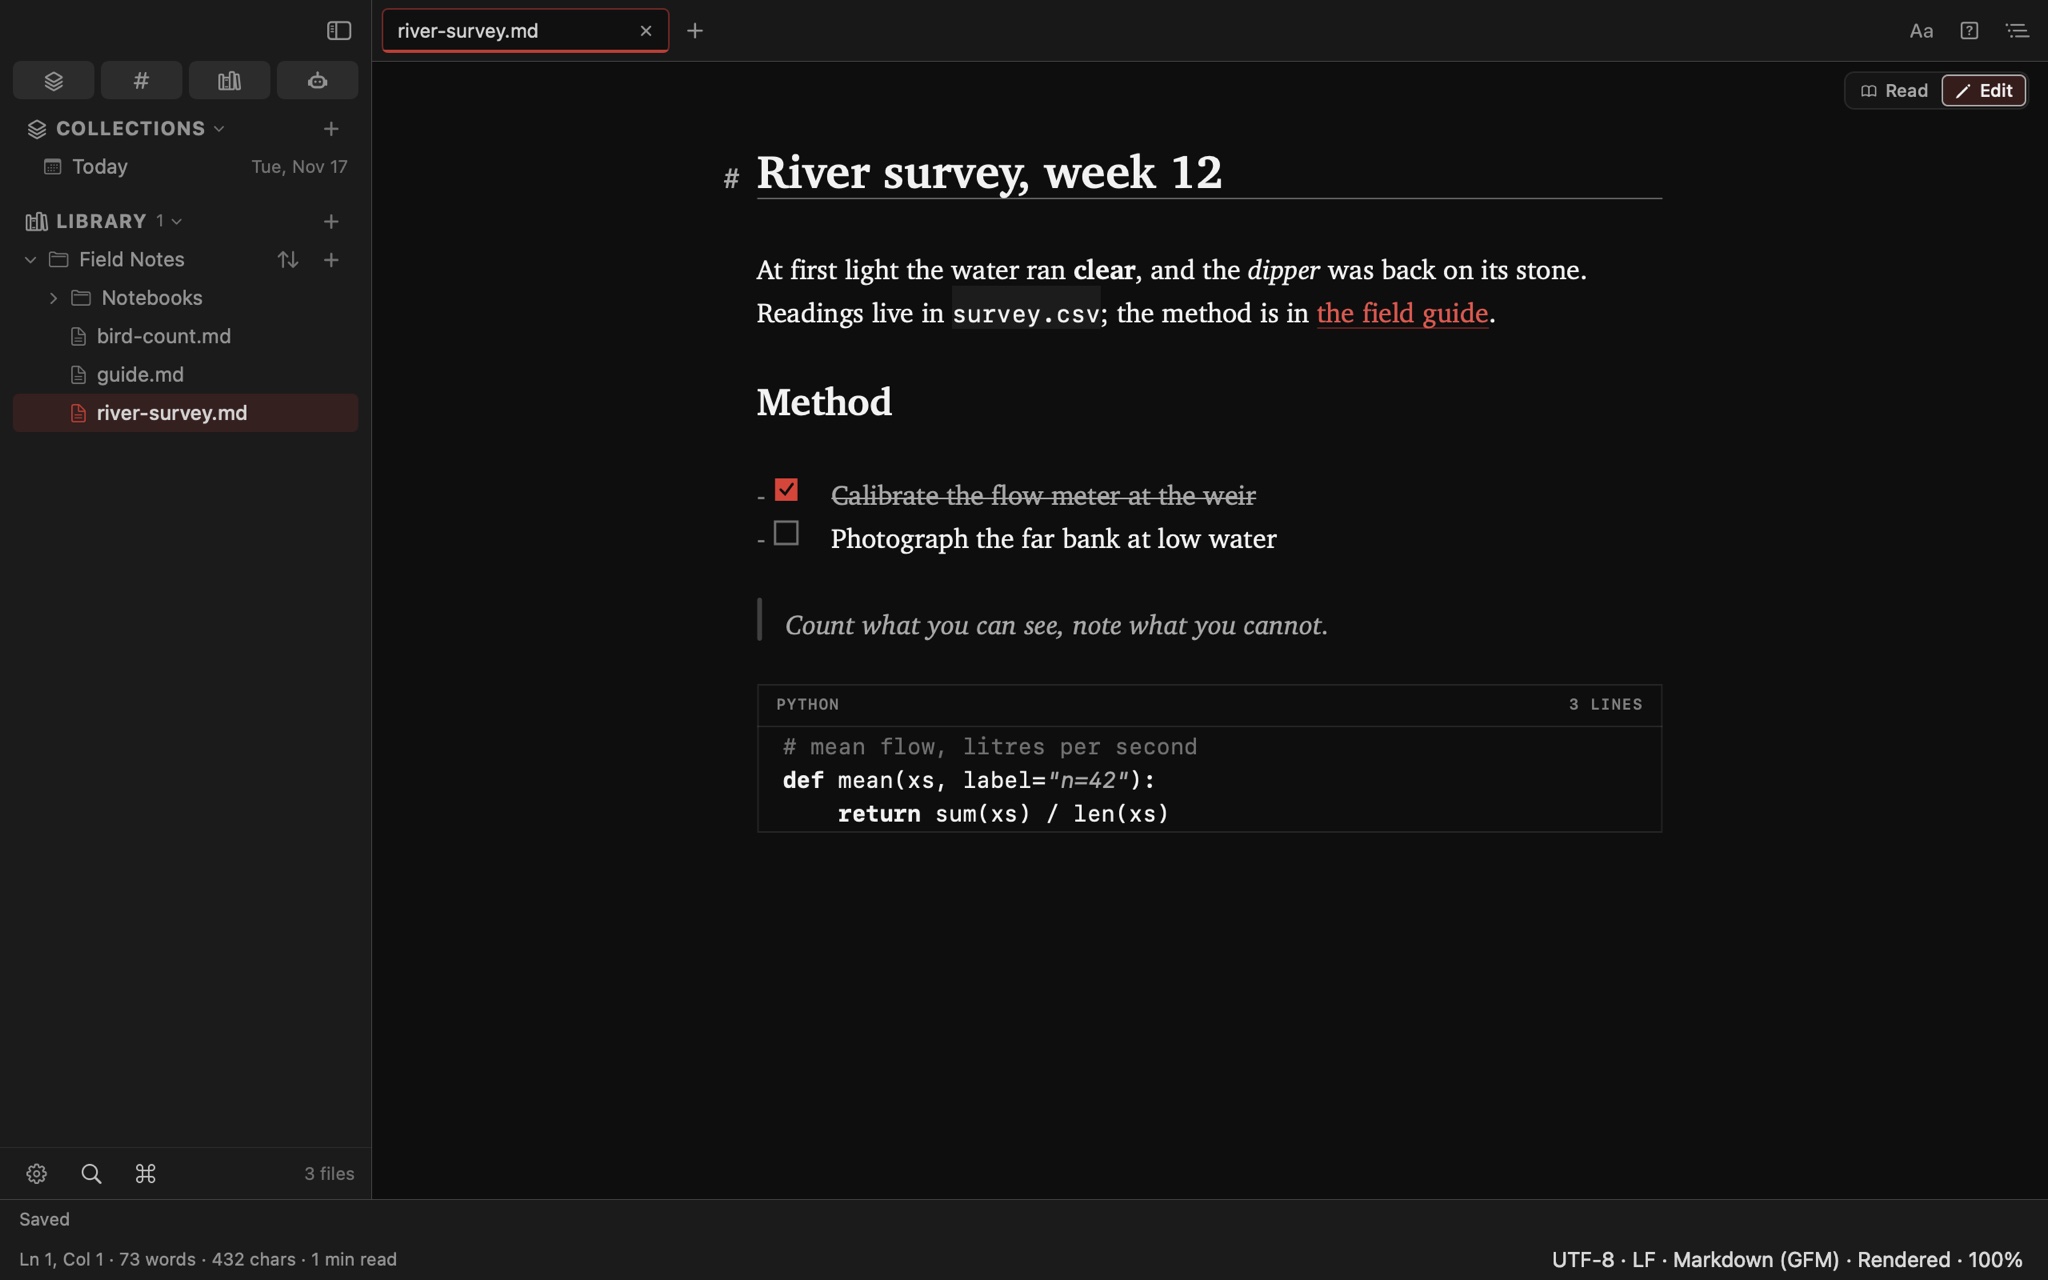 river-survey.md
Aa
Read
Edit
COLLECTIONS
Today
Tue, Nov 17
LIBRARY 1
Field Notes
Notebooks
bird-count.md
guide.md
river-survey.md
# River survey, week 12
At first light the water ran clear, and the dipper was back on its stone.
Readings live in survey.csv; the method is in the field guide.
Method
- Calibrate the flow meter at the weir
- Photograph the far bank at low water
Count what you can see, note what you cannot.
PYTHON
3 LINES
# mean flow, litres per second
def mean(xs, label="n=42"):
    return sum(xs) / len(xs)
3 files
Saved
Ln 1, Col 1 · 73 words · 432 chars · 1 min read
UTF-8 · LF · Markdown (GFM) · Rendered · 100%